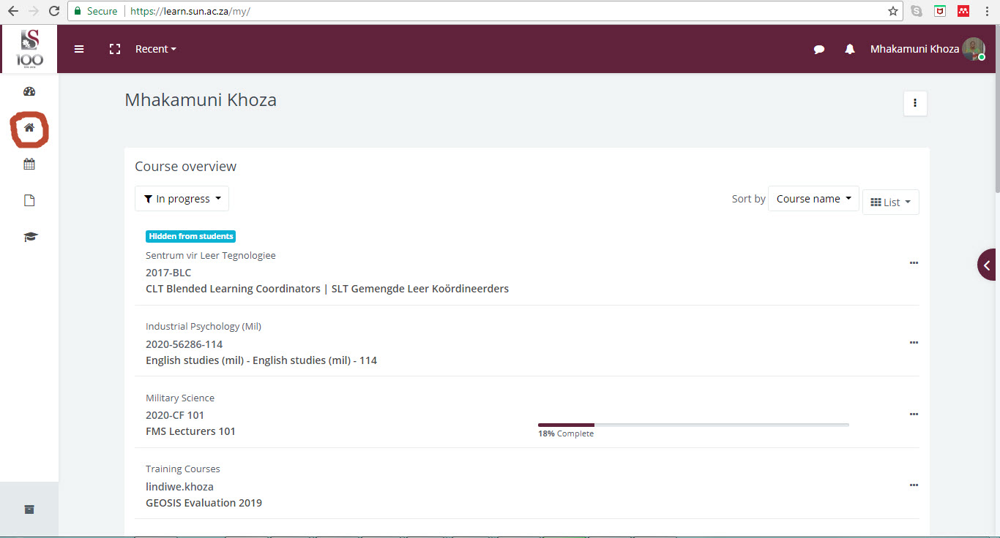 Secure
https://learn.sun.ac.za/my/
S
100
Recent
Mhakamuni Khoza
Mhakamuni Khoza
Course overview
In progress
Sort by Course name List
Hidden from students
Sentrum vir Leer Tegnologiee
2017-BLC
CLT Blended Learning Coordinators | SLT Gemengde Leer Koördineerders
Industrial Psychology (Mil)
2020-56286-114
English studies (mil) - English studies (mil) - 114
Military Science
2020-CF 101
FMS Lecturers 101
18% Complete
Training Courses
lindiwe.khoza
GEOSIS Evaluation 2019